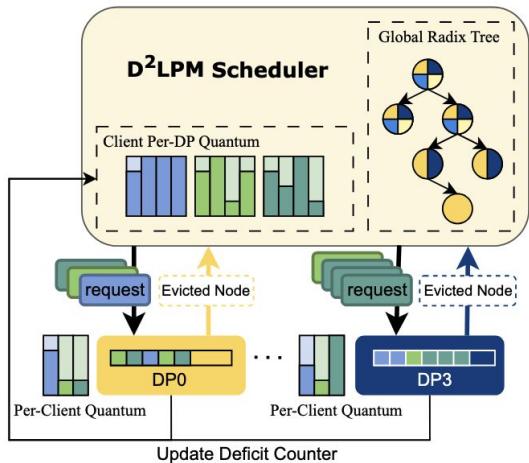 Global Radix Tree
D²LPM Scheduler
Client Per-DP Quantum
request
Evicted Node
request
Evicted Node
DP0
...
DP3
Per-Client Quantum
Per-Client Quantum
Update Deficit Counter